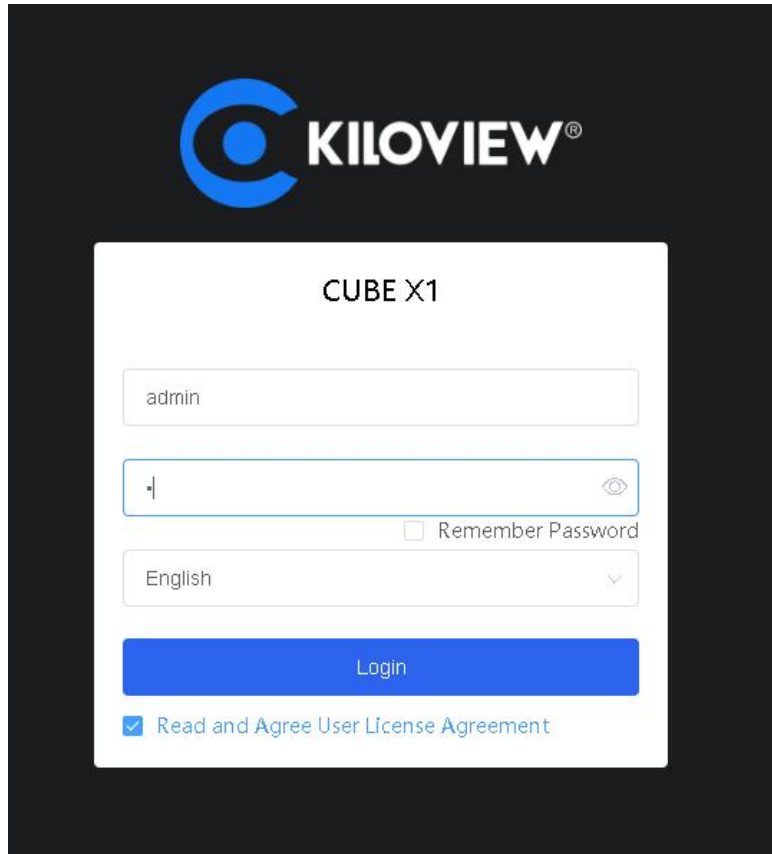 KILOVIEW®
CUBE X1
admin
•
Remember Password
English
Login
Read and Agree User License Agreement